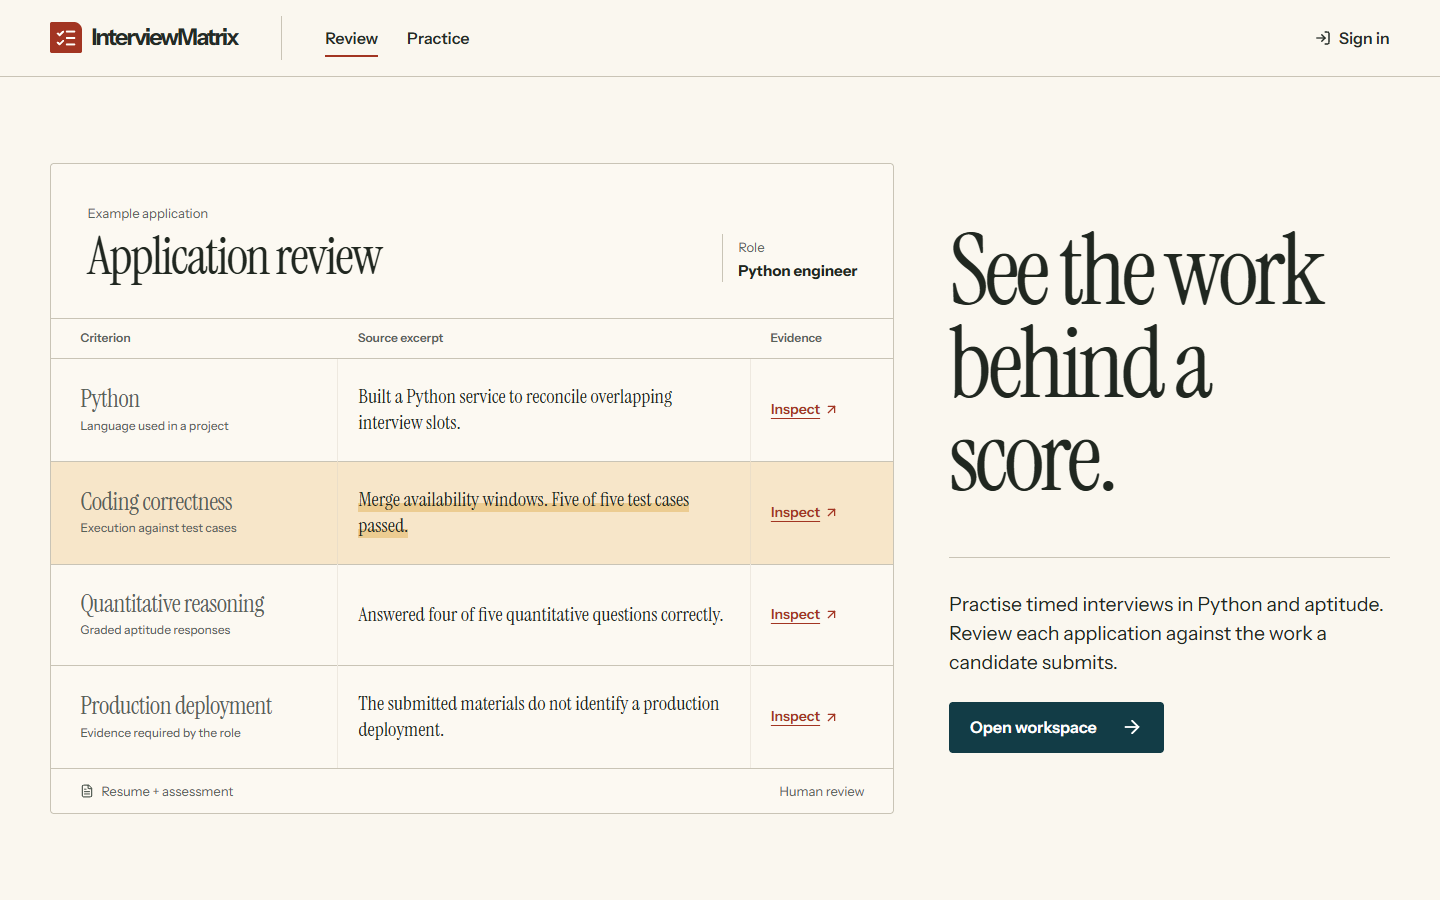 InterviewMatrix
Review
Practice
Sign in
Example application
Application review
Role
Python engineer
Criterion
Source excerpt
Evidence
Python
Language used in a project
Built a Python service to reconcile overlapping
interview slots.
Inspect
Coding correctness
Execution against test cases
Merge availability windows. Five of five test cases
passed.
Inspect
Quantitative reasoning
Graded aptitude responses
Answered four of five quantitative questions correctly.
Inspect
Production deployment
Evidence required by the role
The submitted materials do not identify a production
deployment.
Inspect
Resume + assessment
Human review
See the work
behind a
score.
Practise timed interviews in Python and aptitude.
Review each application against the work a
candidate submits.
Open workspace